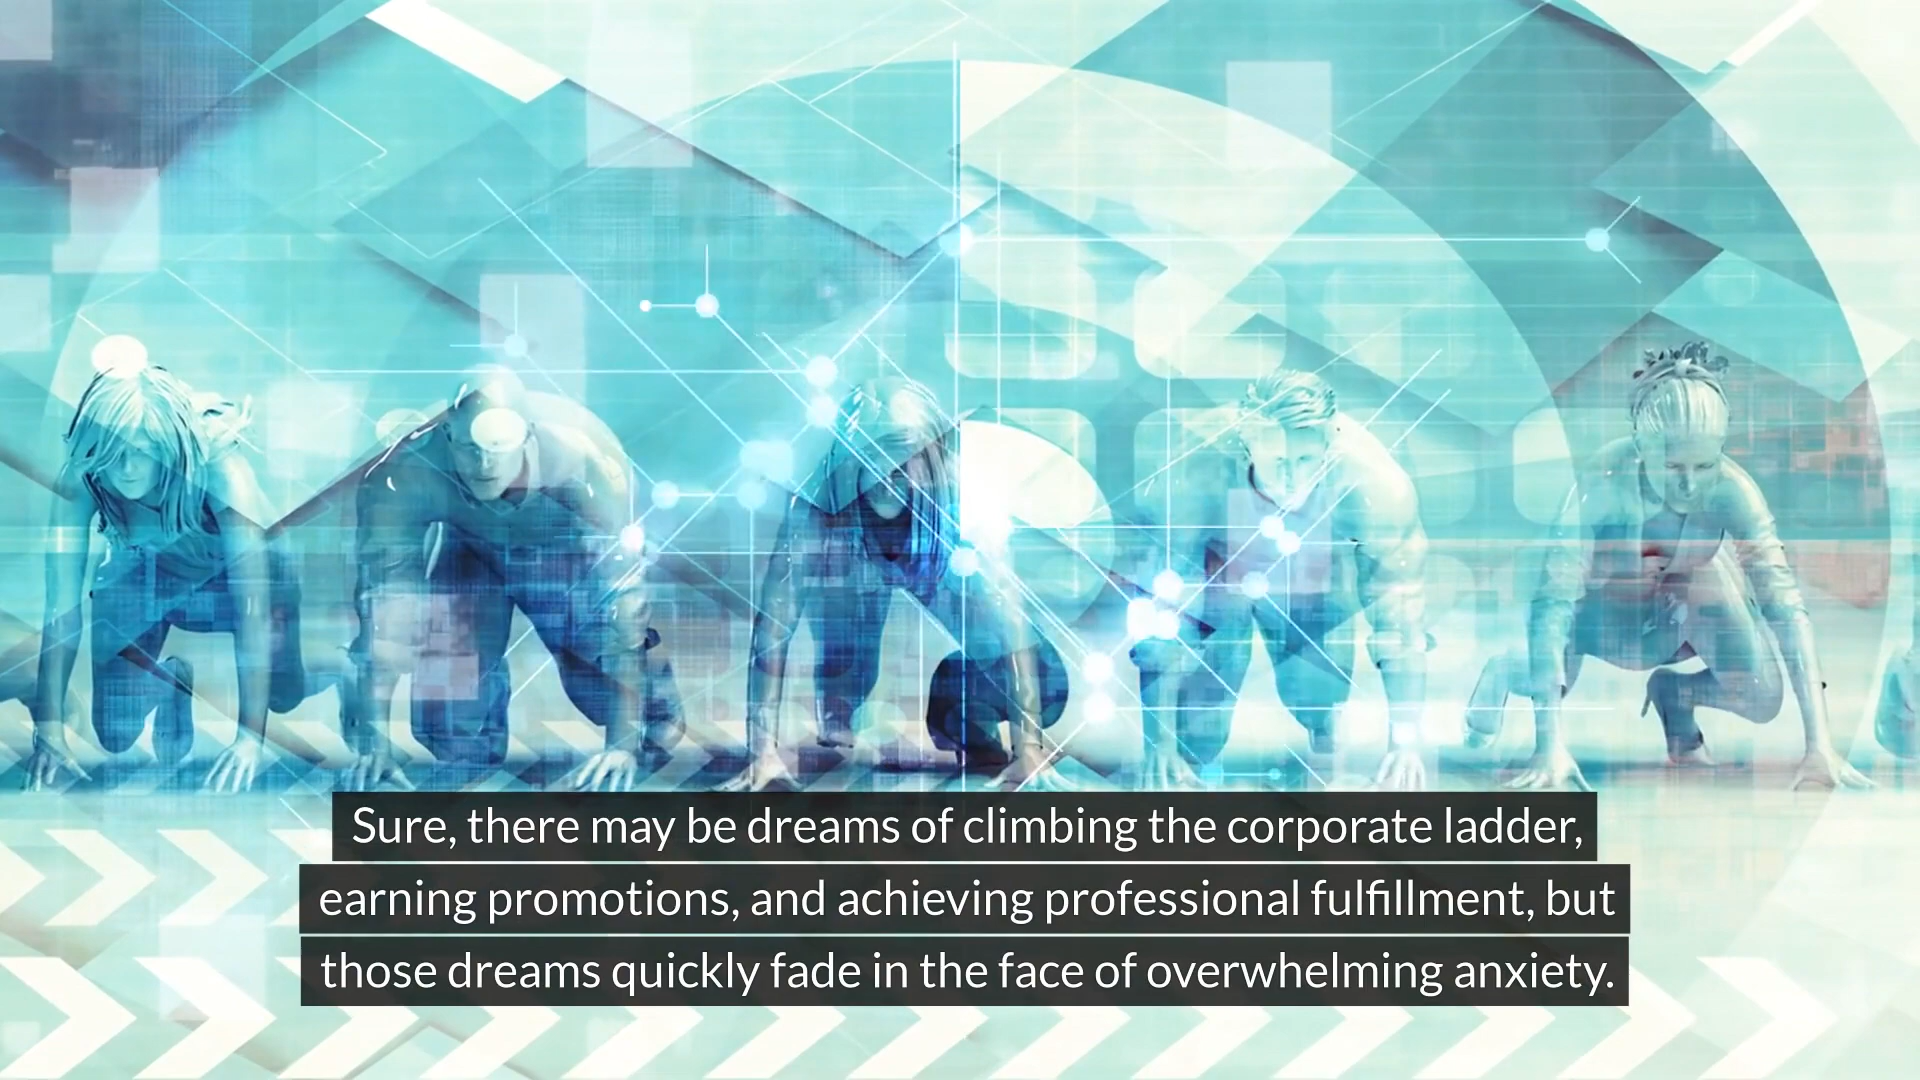 Sure, there may be dreams of climbing the corporate ladder,
earning promotions, and achieving professional fulfillment, but
those dreams quickly fade in the face of overwhelming anxiety.